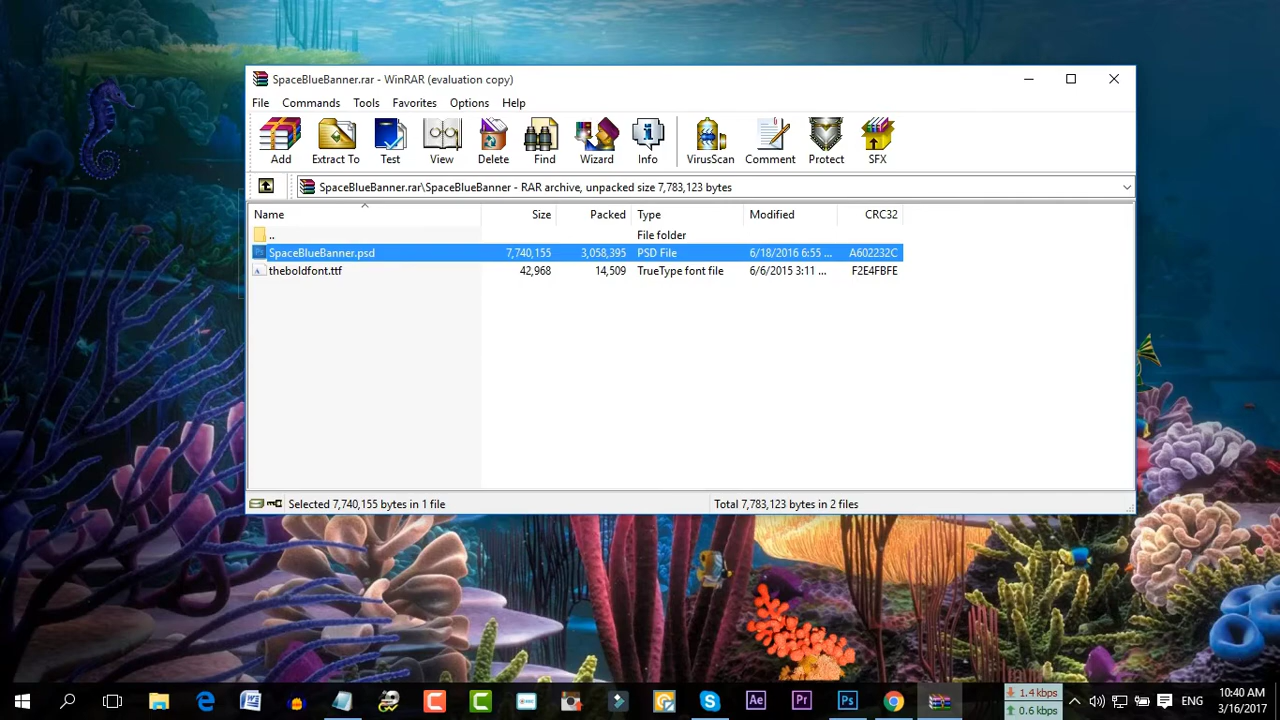 SpaceBlueBanner.rar - WinRAR (evaluation copy)
File Commands Tools Favorites Options Help
Add Extract To Test View Delete Find Wizard Info VirusScan Comment Protect SFX
SpaceBlueBanner.rar\SpaceBlueBanner - RAR archive, unpacked size 7,783,123 bytes
Name Size Packed Type Modified CRC32
.. File folder
SpaceBlueBanner.psd 7,740,155 3,058,395 PSD File 6/18/2016 6:55 ... A602232C
theboldfont.ttf 42,968 14,509 TrueType font file 6/6/2015 3:11 ... F2E4FBFE
Selected 7,740,155 bytes in 1 file Total 7,783,123 bytes in 2 files
Ae Pr Ps 1.4 kbps ENG 10:40 AM
0.6 kbps 3/16/2017